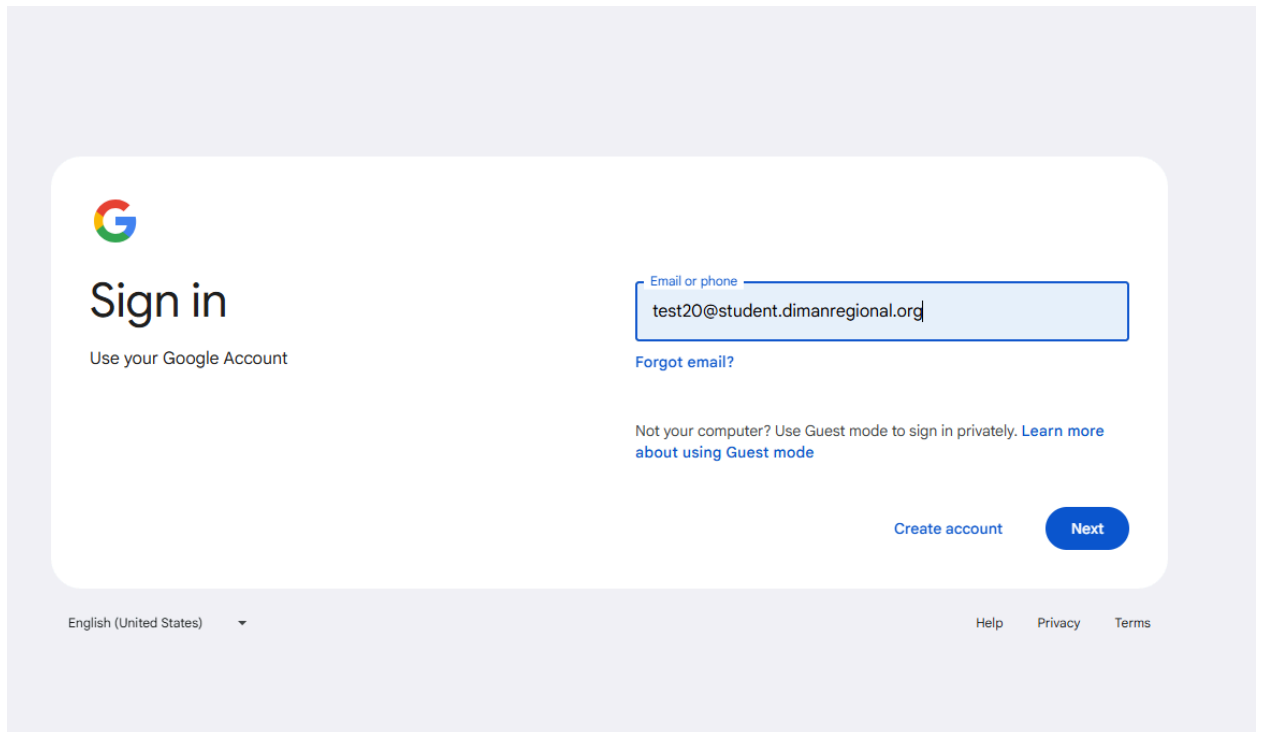 Sign in
Use your Google Account
Email or phone
test20@student.dimanregional.org
Forgot email?
Not your computer? Use Guest mode to sign in privately. Learn more
about using Guest mode
Create account
Next
English (United States)
Help Privacy Terms